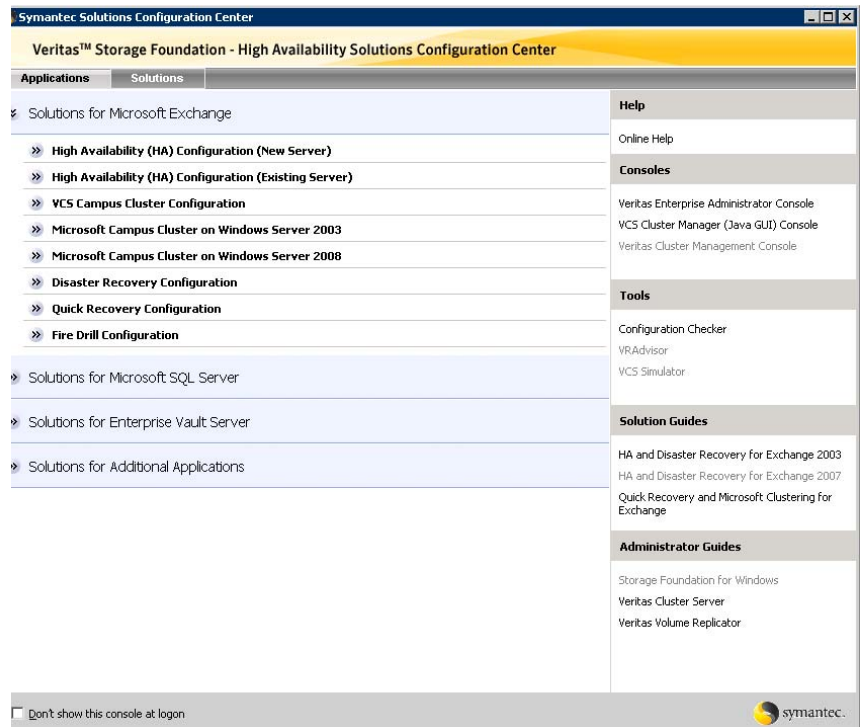 Symantec Solutions Configuration Center
Veritas™ Storage Foundation - High Availability Solutions Configuration Center
Applications
Solutions
Solutions for Microsoft Exchange
High Availability (HA) Configuration (New Server)
High Availability (HA) Configuration (Existing Server)
VCS Campus Cluster Configuration
Microsoft Campus Cluster on Windows Server 2003
Microsoft Campus Cluster on Windows Server 2008
Disaster Recovery Configuration
Quick Recovery Configuration
Fire Drill Configuration
Solutions for Microsoft SQL Server
Solutions for Enterprise Vault Server
Solutions for Additional Applications
Help
Online Help
Consoles
Veritas Enterprise Administrator Console
VCS Cluster Manager (Java GUI) Console
Veritas Cluster Management Console
Tools
Configuration Checker
VRAdvisor
VCS Simulator
Solution Guides
HA and Disaster Recovery for Exchange 2003
HA and Disaster Recovery for Exchange 2007
Quick Recovery and Microsoft Clustering for
Exchange
Administrator Guides
Storage Foundation for Windows
Veritas Cluster Server
Veritas Volume Replicator
Don't show this console at logon
symantec.